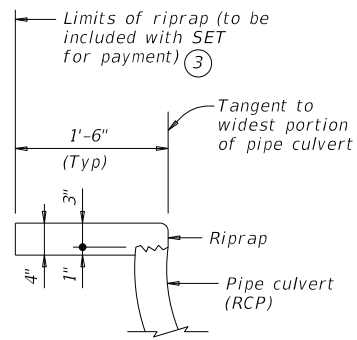 Limits of riprap (to be
included with SET
for payment) 3
Tangent to
widest portion
of pipe culvert
1'-6"
(Typ)
3"
Riprap
4"
1"
Pipe culvert
(RCP)